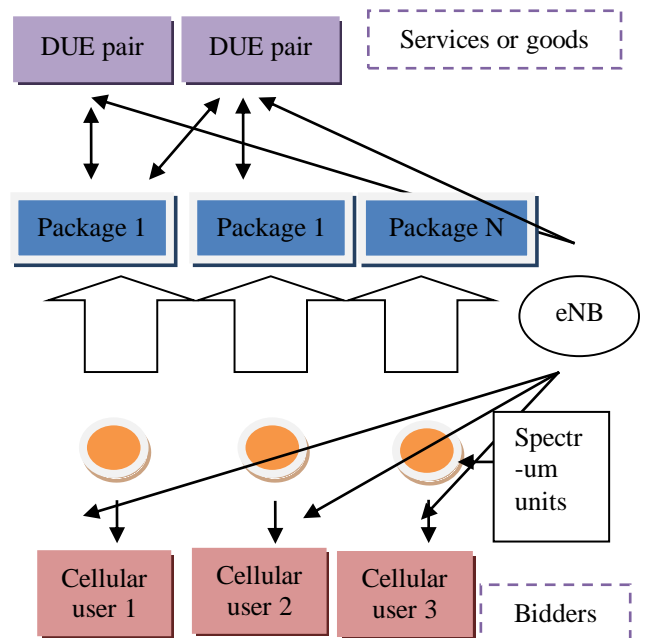 DUE pair
DUE pair
Services or goods
Package 1
Package 1
Package N
eNB
Spectr
-um
units
Cellular
user 1
Cellular
user 2
Cellular
user 3
Bidders